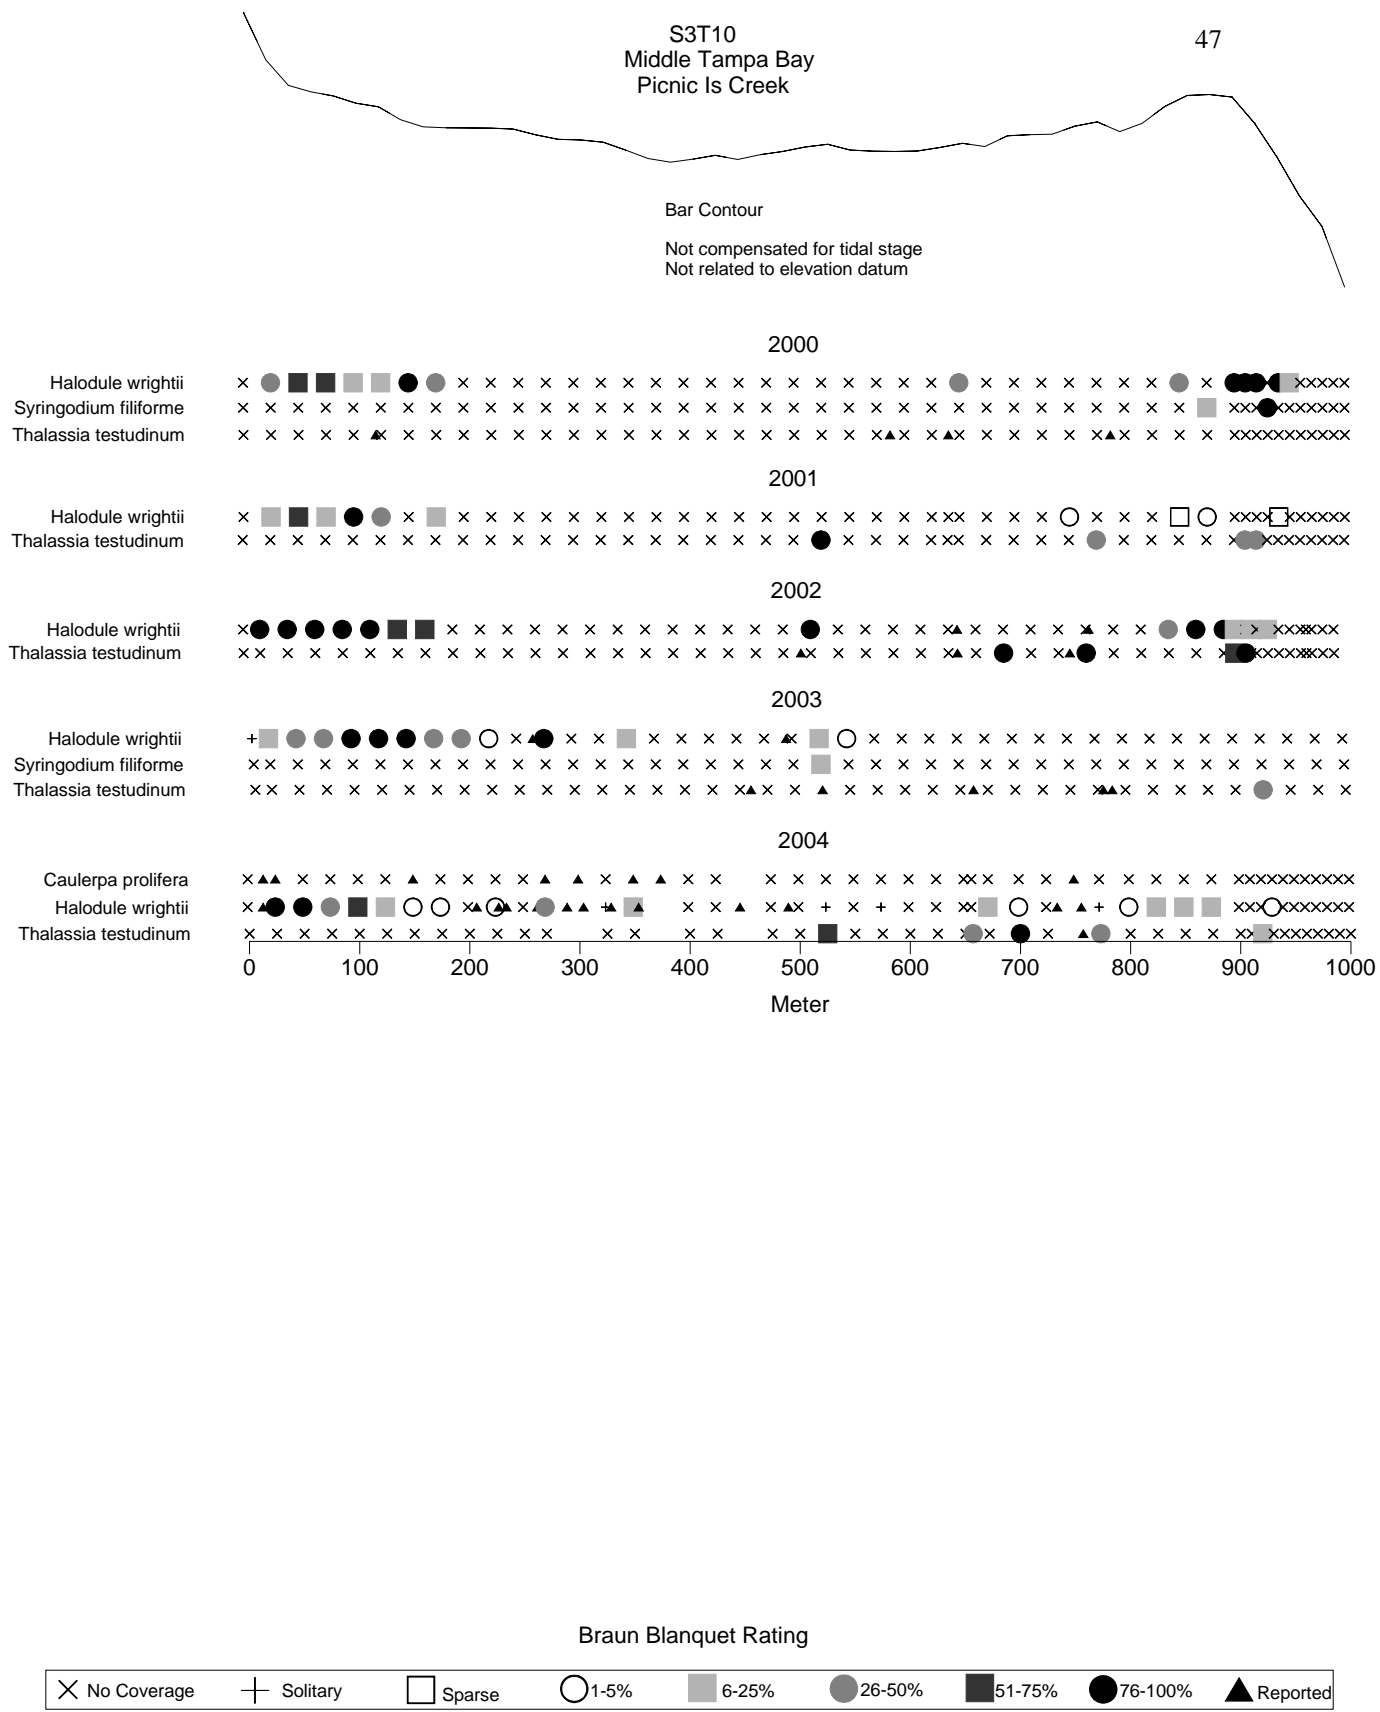 S3T10
47
Middle Tampa Bay
Picnic Is Creek
Bar Contour
Not compensated for tidal stage
Not related to elevation datum
2000
Halodule wrightii
Syringodium filiforme
Thalassia testudinum
2001
Halodule wrightii
Thalassia testudinum
2002
Halodule wrightii
Thalassia testudinum
2003
Halodule wrightii
Syringodium filiforme
Thalassia testudinum
2004
Caulerpa prolifera
Halodule wrightii
Thalassia testudinum
0 100 200 300 400 500 600 700 800 900 1000
Meter
Braun Blanquet Rating
No Coverage Solitary Sparse 1-5% 6-25% 26-50% 51-75% 76-100% Reported